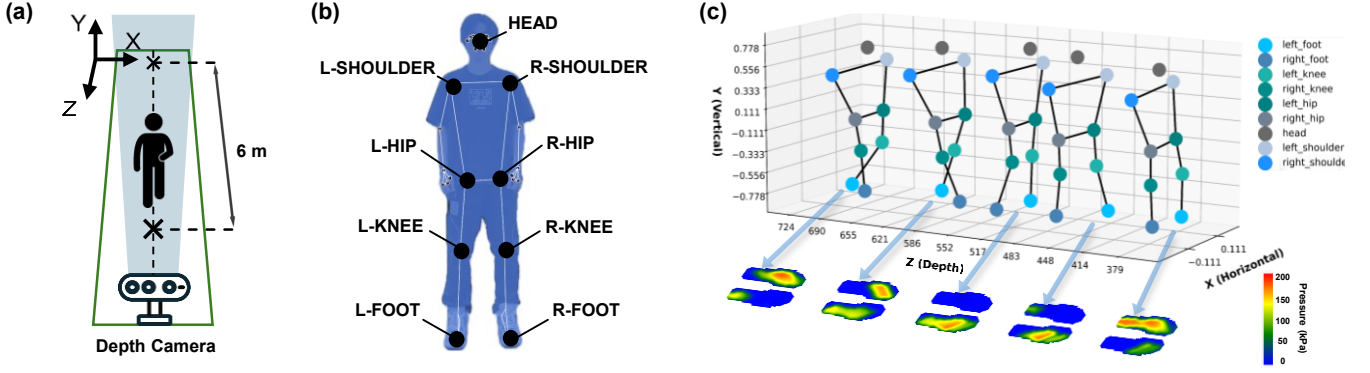 (a)
Y
X
Z
6 m
Depth Camera
(b)
HEAD
L-SHOULDER
R-SHOULDER
L-HIP
R-HIP
L-KNEE
R-KNEE
L-FOOT
R-FOOT
(c)
Y (Vertical)
0.778
0.556
0.333
0.111
−0.111
−0.333
−0.556
−0.778
724
690
655
621
586
552
517
483
448
414
379
Z (Depth)
−0.111
0.111
X (Horizontal)
left_foot
right_foot
left_knee
right_knee
left_hip
right_hip
head
left_shoulder
right_shoulde
200
150
100
50
0
Pressure (kPa)